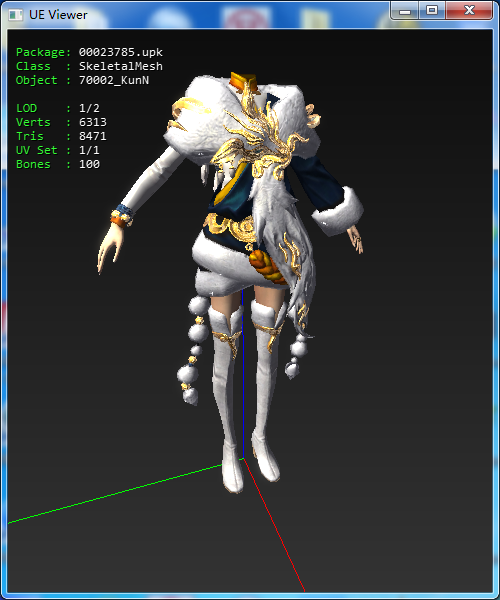 UE Viewer
Package: 00023785.upk
Class : SkeletalMesh
Object : 70002_KunN
LOD : 1/2
Verts : 6313
Tris : 8471
UV Set : 1/1
Bones : 100